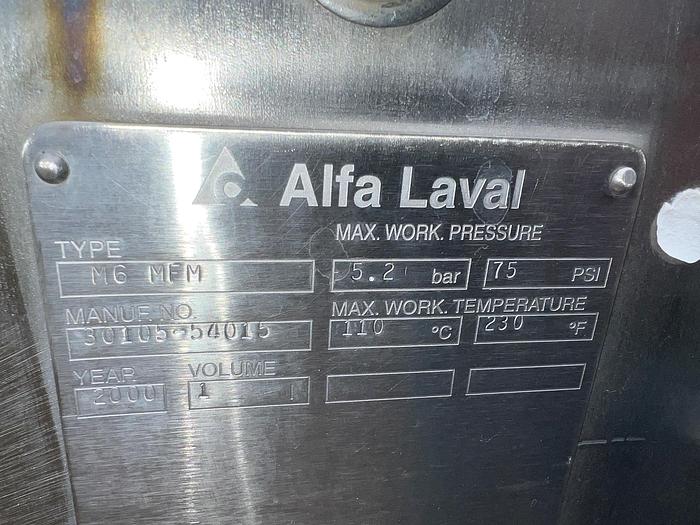 Alfa Laval
MAX. WORK. PRESSURE
TYPE
M6 MFM 5.2 bar 75 PSI
MANUF. NO. MAX. WORK. TEMPERATURE
30105-54015 110 °C 230 °F
YEAR VOLUME
2000 1 l